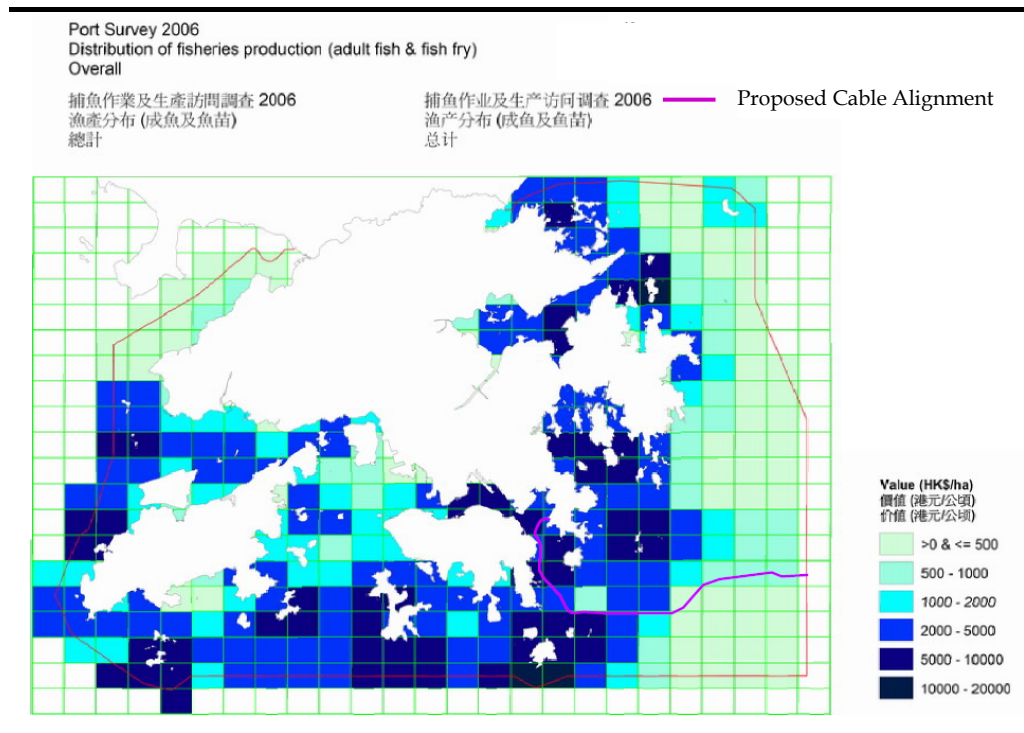 Port Survey 2006
Distribution of fisheries production (adult fish & fish fry)
Overall
捕魚作業及生產訪問調查 2006
漁產分布 (成魚及魚苗)
總計
捕鱼作业及生产访问调查 2006
渔产分布 (成鱼及鱼苗)
总计
Proposed Cable Alignment
Value (HK$/ha)
價值 (港元/公頃)
价值 (港元/公顷)
>0 & <= 500
500 - 1000
1000 - 2000
2000 - 5000
5000 - 10000
10000 - 20000